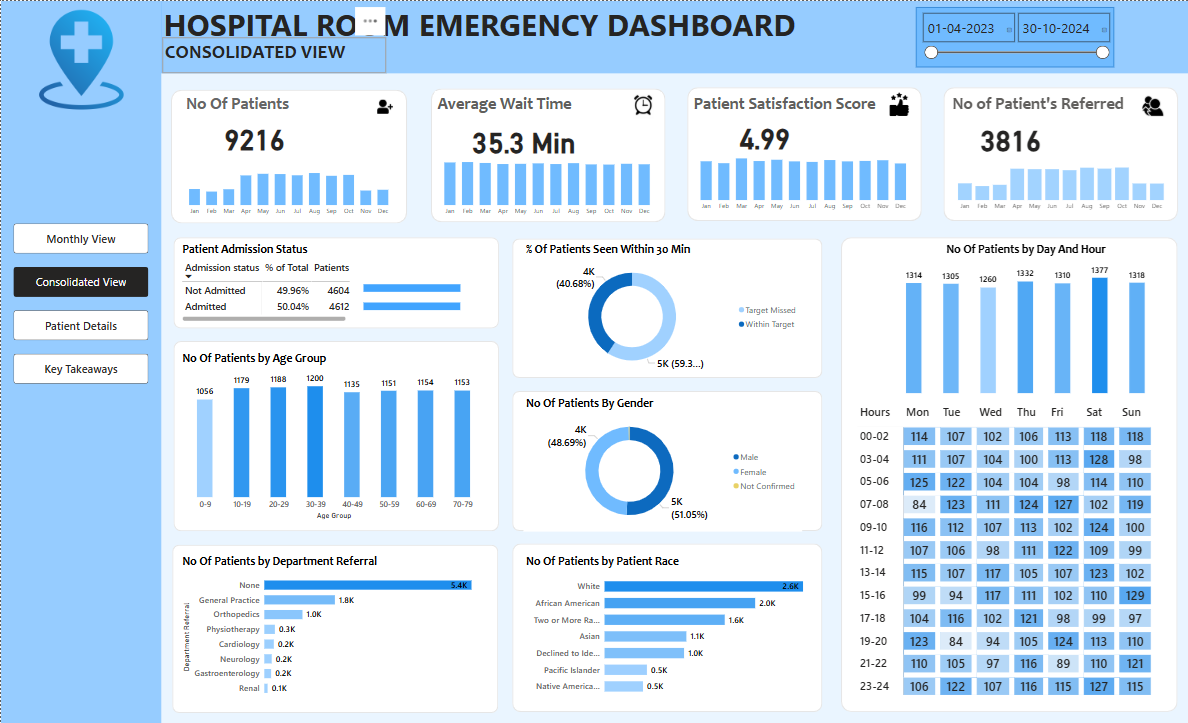 HOSPITAL ROOM EMERGENCY DASHBOARD
CONSOLIDATED VIEW
01-04-2023 30-10-2024
Monthly View
Consolidated View
Patient Details
Key Takeaways
No Of Patients
9216
Jan Feb Mar Apr May Jun Jul Aug Sep Oct Nov Dec
Average Wait Time
35.3 Min
Jan Feb Mar Apr May Jun Jul Aug Sep Oct Nov Dec
Patient Satisfaction Score
4.99
Jan Feb Mar Apr May Jun Jul Aug Sep Oct Nov Dec
No of Patient's Referred
3816
Jan Feb Mar Apr May Jun Jul Aug Sep Oct Nov Dec
Patient Admission Status
Admission status % of Total Patients
Not Admitted 49.96% 4604
Admitted 50.04% 4612
No Of Patients by Age Group
1056 1179 1188 1200 1135 1151 1154 1153
0-9 10-19 20-29 30-39 40-49 50-59 60-69 70-79
Age Group
No Of Patients by Department Referral
Department Referral
None 5.4K
General Practice 1.8K
Orthopedics 1.0K
Physiotherapy 0.3K
Cardiology 0.2K
Neurology 0.2K
Gastroenterology 0.2K
Renal 0.1K
% Of Patients Seen Within 30 Min
4K
(40.68%)
5K (59.3...)
Target Missed
Within Target
No Of Patients By Gender
4K
(48.69%)
5K
(51.05%)
Male
Female
Not Confirmed
No Of Patients by Patient Race
White 2.6K
African American 2.0K
Two or More Ra... 1.6K
Asian 1.1K
Declined to Ide... 1.0K
Pacific Islander 0.5K
Native America... 0.5K
No Of Patients by Day And Hour
1314 1305 1260 1332 1310 1377 1318
Hours Mon Tue Wed Thu Fri Sat Sun
00-02 114 107 102 106 113 118 118
03-04 111 107 104 100 113 128 98
05-06 125 122 104 104 98 114 110
07-08 84 123 111 124 127 102 119
09-10 116 112 107 113 102 124 100
11-12 107 106 98 111 122 109 99
13-14 115 107 117 105 107 123 102
15-16 99 94 117 111 102 110 129
17-18 104 116 102 121 98 99 97
19-20 123 84 94 105 124 113 110
21-22 110 105 97 116 89 110 121
23-24 106 122 107 116 115 127 115